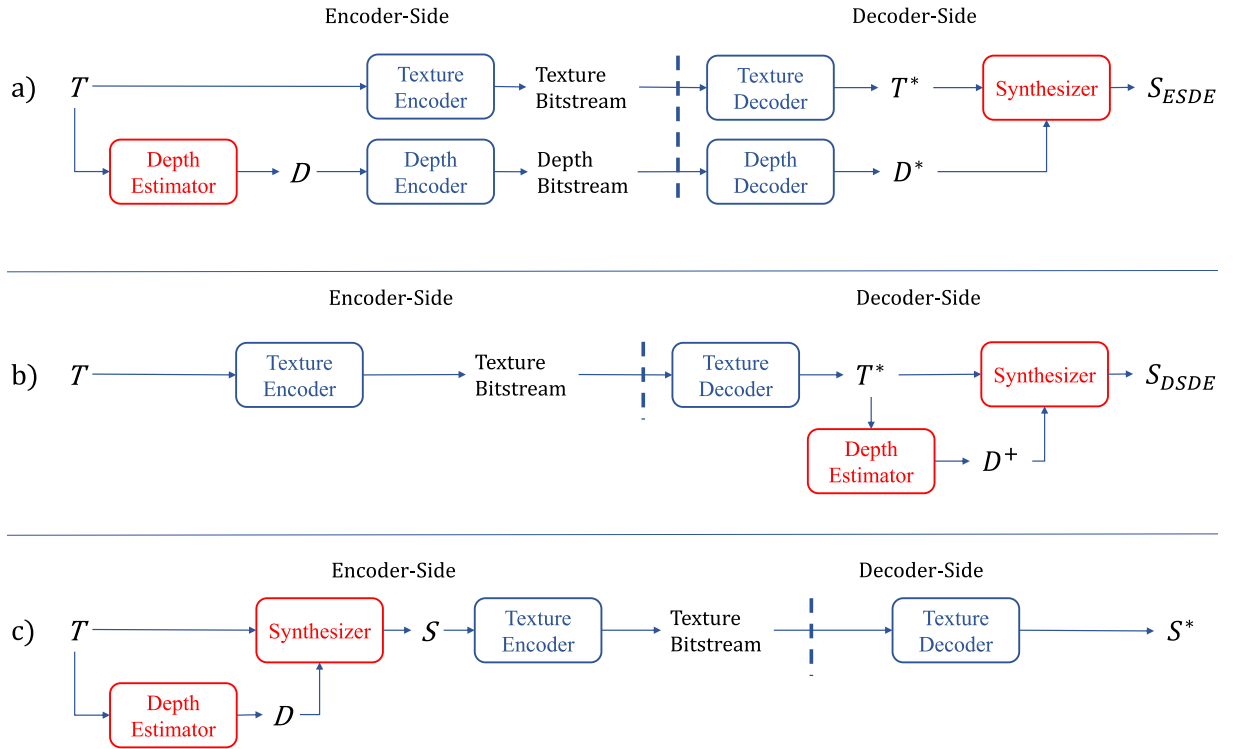 Encoder-Side
Decoder-Side
a)
T
Texture
Encoder
Texture
Bitstream
Texture
Decoder
T*
Synthesizer
S_ESDE
Depth
Estimator
D
Depth
Encoder
Depth
Bitstream
Depth
Decoder
D*
Encoder-Side
Decoder-Side
b)
T
Texture
Encoder
Texture
Bitstream
Texture
Decoder
T*
Synthesizer
S_DSDE
Depth
Estimator
D+
Encoder-Side
Decoder-Side
c)
T
Synthesizer
S
Texture
Encoder
Texture
Bitstream
Texture
Decoder
S*
Depth
Estimator
D